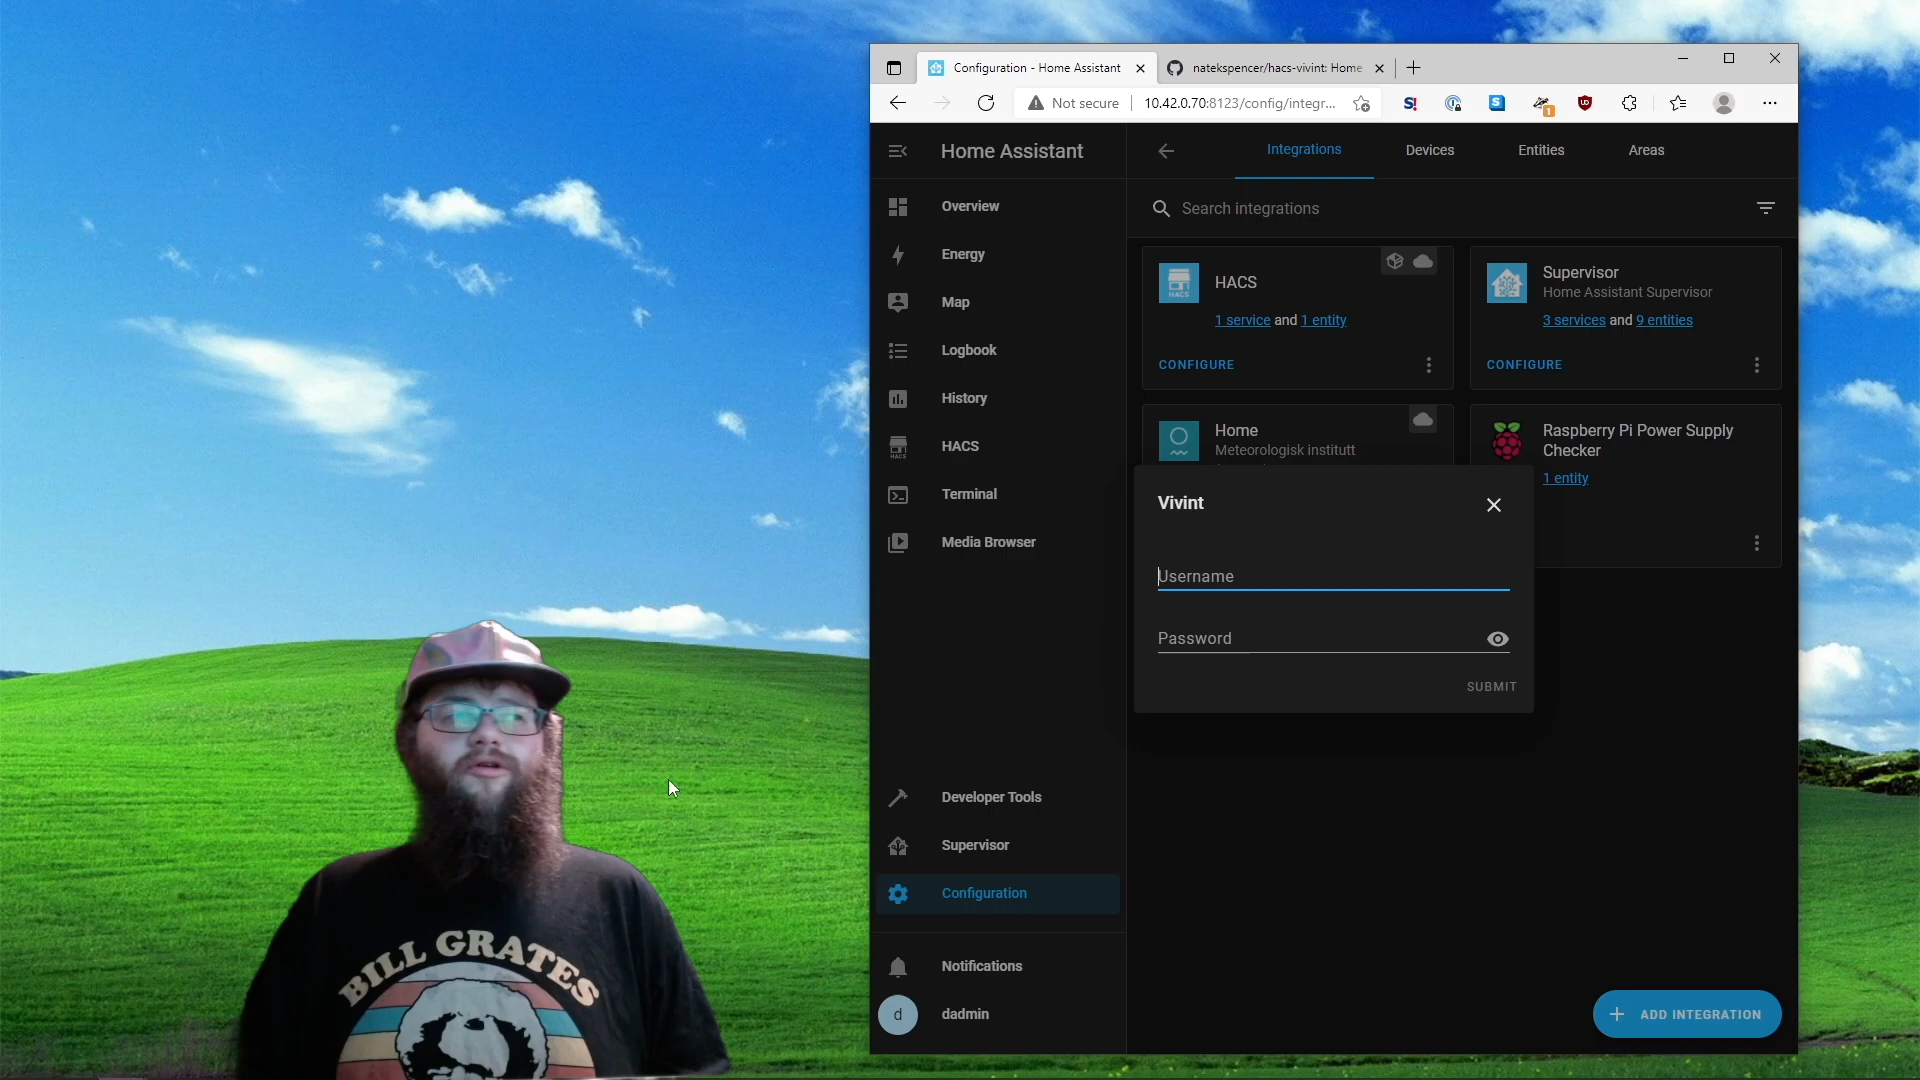 Configuration - Home Assistant
natekspencer/hacs-vivint: Home
Not secure
10.42.0.70:8123/config/integr...
S!
S
1
UD
Home Assistant
Integrations
Devices
Entities
Areas
Overview
Energy
Map
Logbook
History
HACS
Terminal
Media Browser
Developer Tools
Supervisor
Configuration
Notifications
d
dadmin
Search integrations
HACS
HACS
1 service and 1 entity
CONFIGURE
Supervisor
Home Assistant Supervisor
3 services and 9 entities
CONFIGURE
Home
Meteorologisk institutt
Raspberry Pi Power Supply
Checker
1 entity
Vivint
Username
Password
SUBMIT
ADD INTEGRATION
BILL GRATES